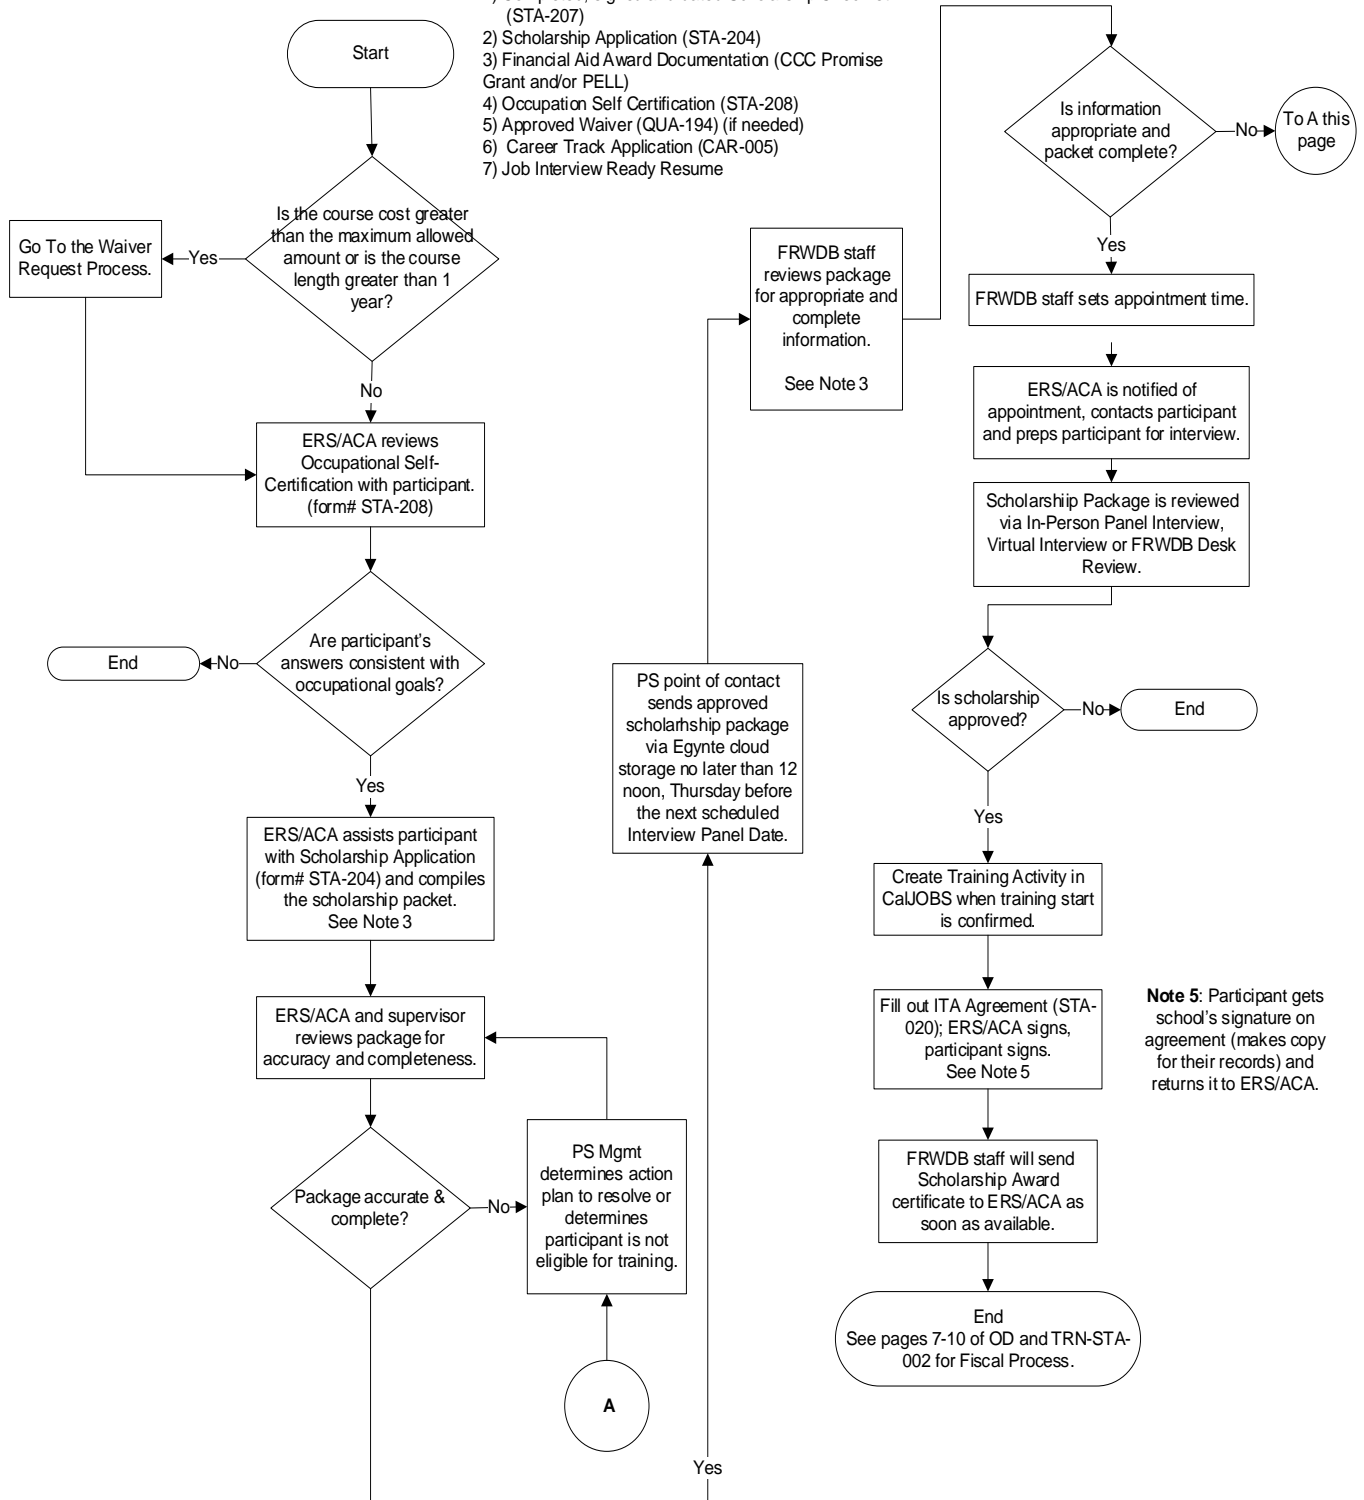 (STA-207)
2) Scholarship Application (STA-204)
3) Financial Aid Award Documentation (CCC Promise
Grant and/or PELL)
4) Occupation Self Certification (STA-208)
5) Approved Waiver (QUA-194) (if needed)
6) Career Track Application (CAR-005)
7) Job Interview Ready Resume
Start
Is the course cost greater
than the maximum allowed
amount or is the course
length greater than 1
year?
Yes
Go To the Waiver
Request Process.
No
ERS/ACA reviews
Occupational Self-
Certification with participant.
(form# STA-208)
Are participant's
answers consistent with
occupational goals?
No
End
Yes
ERS/ACA assists participant
with Scholarship Application
(form# STA-204) and compiles
the scholarship packet.
See Note 3
ERS/ACA and supervisor
reviews package for
accuracy and completeness.
Package accurate &
complete?
No
PS Mgmt
determines action
plan to resolve or
determines
participant is not
eligible for training.
A
Yes
PS point of contact
sends approved
scholarhship package
via Egynte cloud
storage no later than 12
noon, Thursday before
the next scheduled
Interview Panel Date.
FRWDB staff
reviews package
for appropriate and
complete
information.
See Note 3
Is information
appropriate and
packet complete?
No
To A this
page
Yes
FRWDB staff sets appointment time.
ERS/ACA is notified of
appointment, contacts participant
and preps participant for interview.
Scholarshiip Package is reviewed
via In-Person Panel Interview,
Virtual Interview or FRWDB Desk
Review.
Is scholarship
approved?
No
End
Yes
Create Training Activity in
CalJOBS when training start
is confirmed.
Fill out ITA Agreement (STA-
020); ERS/ACA signs,
participant signs.
See Note 5
Note 5: Participant gets
school's signature on
agreement (makes copy
for their records) and
returns it to ERS/ACA.
FRWDB staff will send
Scholarship Award
certificate to ERS/ACA as
soon as available.
End
See pages 7-10 of OD and TRN-STA-
002 for Fiscal Process.